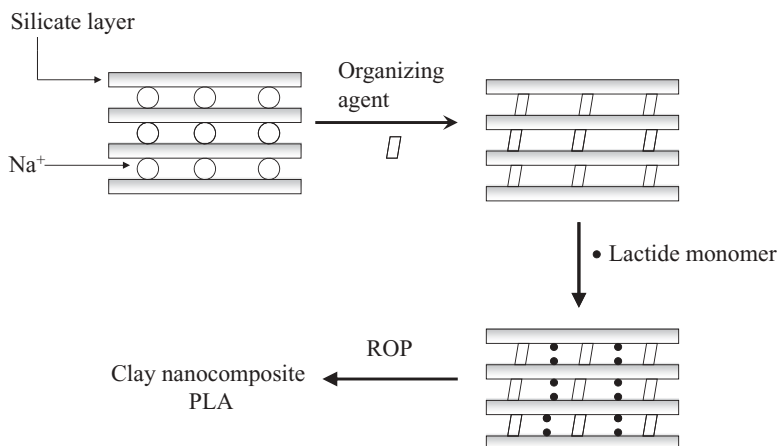 Silicate layer
Organizing
agent
Na⁺
Lactide monomer
ROP
Clay nanocomposite
PLA